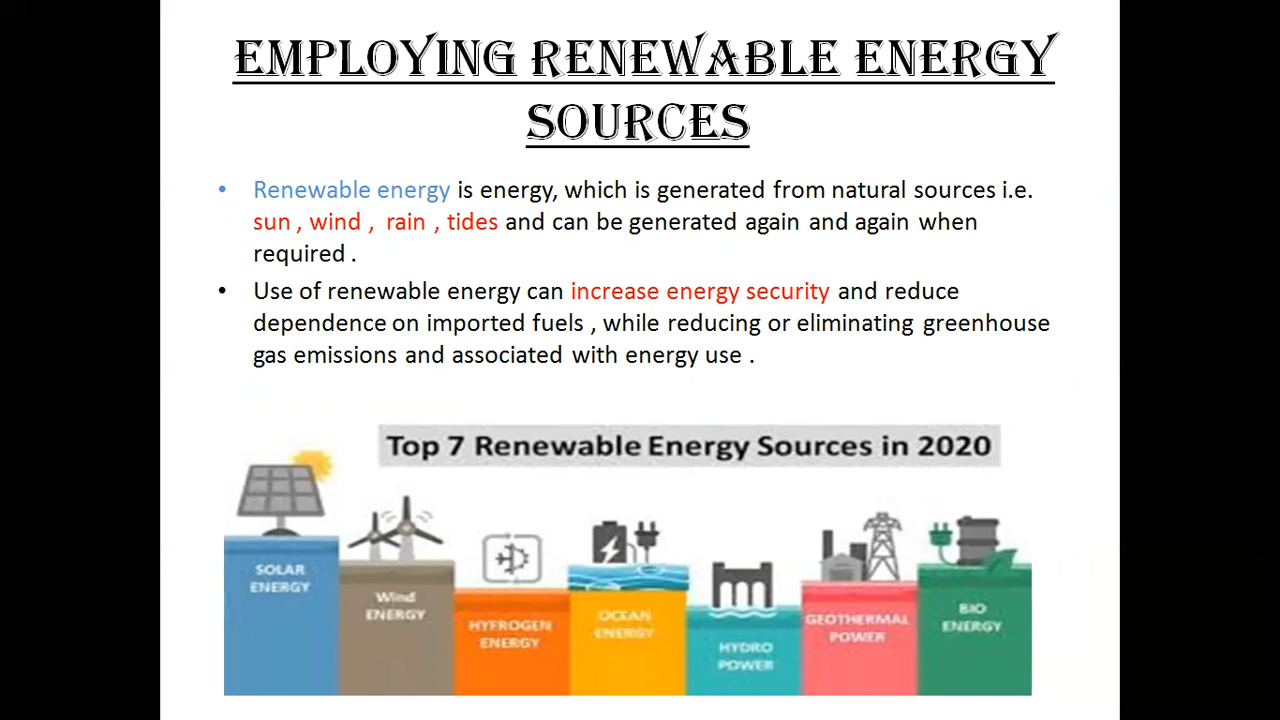 EMPLOYING RENEWABLE ENERGY
SOURCES
• Renewable energy is energy, which is generated from natural sources i.e.
sun , wind , rain , tides and can be generated again and again when
required .
• Use of renewable energy can increase energy security and reduce
dependence on imported fuels , while reducing or eliminating greenhouse
gas emissions and associated with energy use .
Top 7 Renewable Energy Sources in 2020
SOLAR
ENERGY
Wind
ENERGY
HYFROGEN
ENERGY
OCEAN
ENERGY
HYDRO
POWER
GEOTHERMAL
POWER
BIO
ENERGY